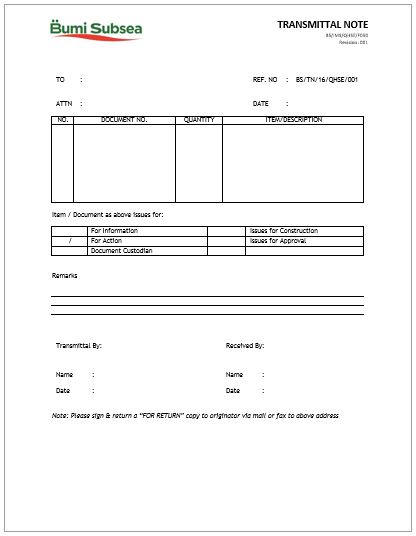 Bumi Subsea
TRANSMITTAL NOTE
BS/IMS/QHSE/F050
Revision: 001
TO : REF. NO : BS/TN/16/QHSE/001
ATTN : DATE :
NO. DOCUMENT NO. QUANTITY ITEM/DESCRIPTION
Item / Document as above issues for:
For Information Issues for Construction
/ For Action Issues for Approval
Document Custodian
Remarks
Transmittal By: Received By:
Name : Name :
Date : Date :
Note: Please sign & return a "FOR RETURN" copy to originator via mail or fax to above address